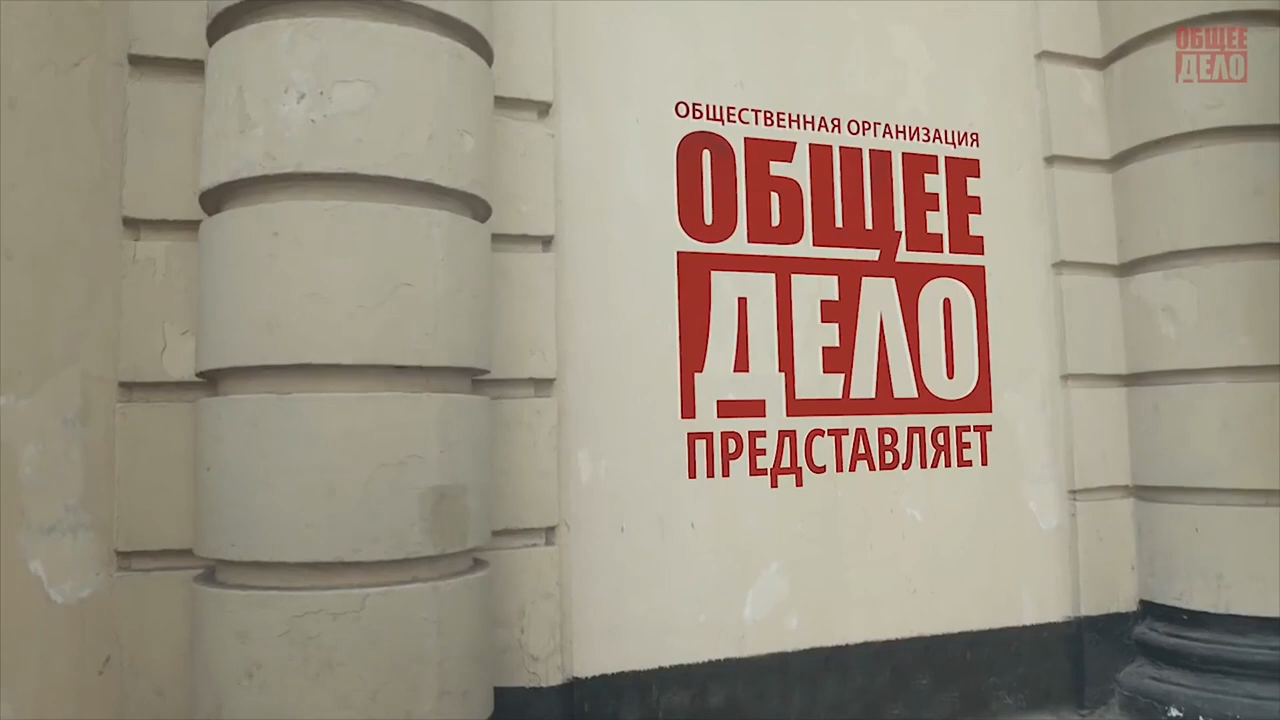 ОБЩЕЕ
ДЕЛО
ОБЩЕСТВЕННАЯ ОРГАНИЗАЦИЯ
ОБЩЕЕ
ДЕЛО
ПРЕДСТАВЛЯЕТ